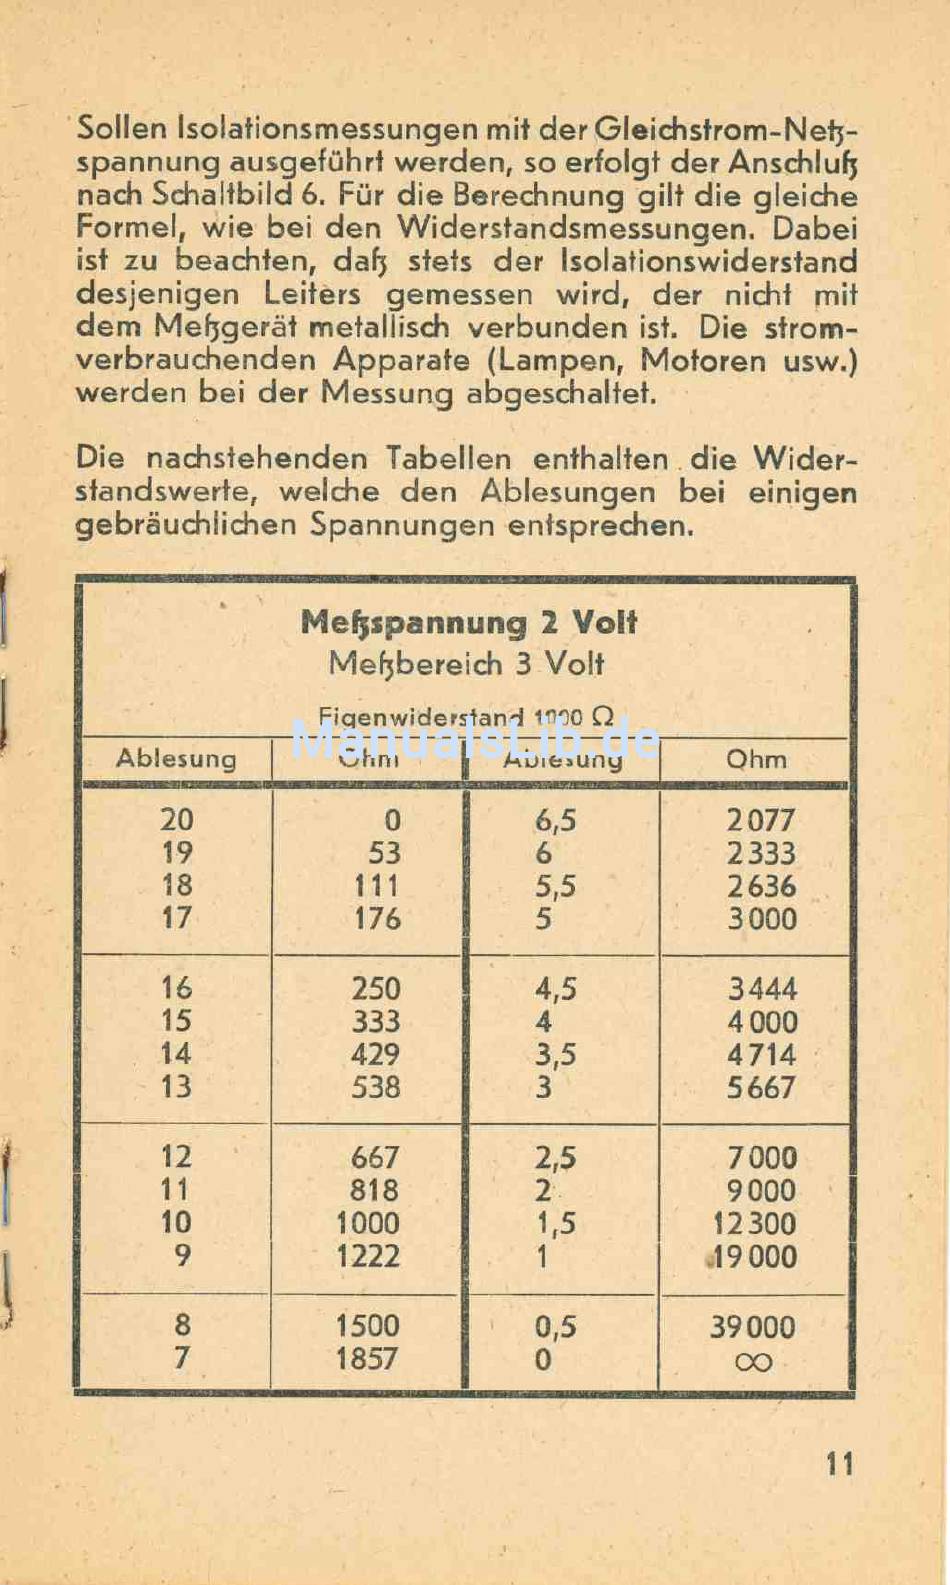 Sollen Isolationsmessungen mit der Gleichstrom-Netz-
spannung ausgeführt werden, so erfolgt der Anschluß
nach Schaltbild 6. Für die Berechnung gilt die gleiche
Formel, wie bei den Widerstandsmessungen. Dabei
ist zu beachten, daß stets der Isolationswiderstand
desjenigen Leiters gemessen wird, der nicht mit
dem Meßgerät metallisch verbunden ist. Die strom-
verbrauchenden Apparate (Lampen, Motoren usw.)
werden bei der Messung abgeschaltet.
Die nachstehenden Tabellen enthalten die Wider-
standswerte, welche den Ablesungen bei einigen
gebräuchlichen Spannungen entsprechen.
Meßspannung 2 Volt
Meßbereich 3 Volt
Eigenwiderstand 1000 Ω
ManualsLib.de
Ablesung Ohm Ablesung Ohm
20 0 6,5 2077
19 53 6 2333
18 111 5,5 2636
17 176 5 3000
16 250 4,5 3444
15 333 4 4000
14 429 3,5 4714
13 538 3 5667
12 667 2,5 7000
11 818 2 9000
10 1000 1,5 12300
9 1222 1 19000
8 1500 0,5 39000
7 1857 0 ∞
11